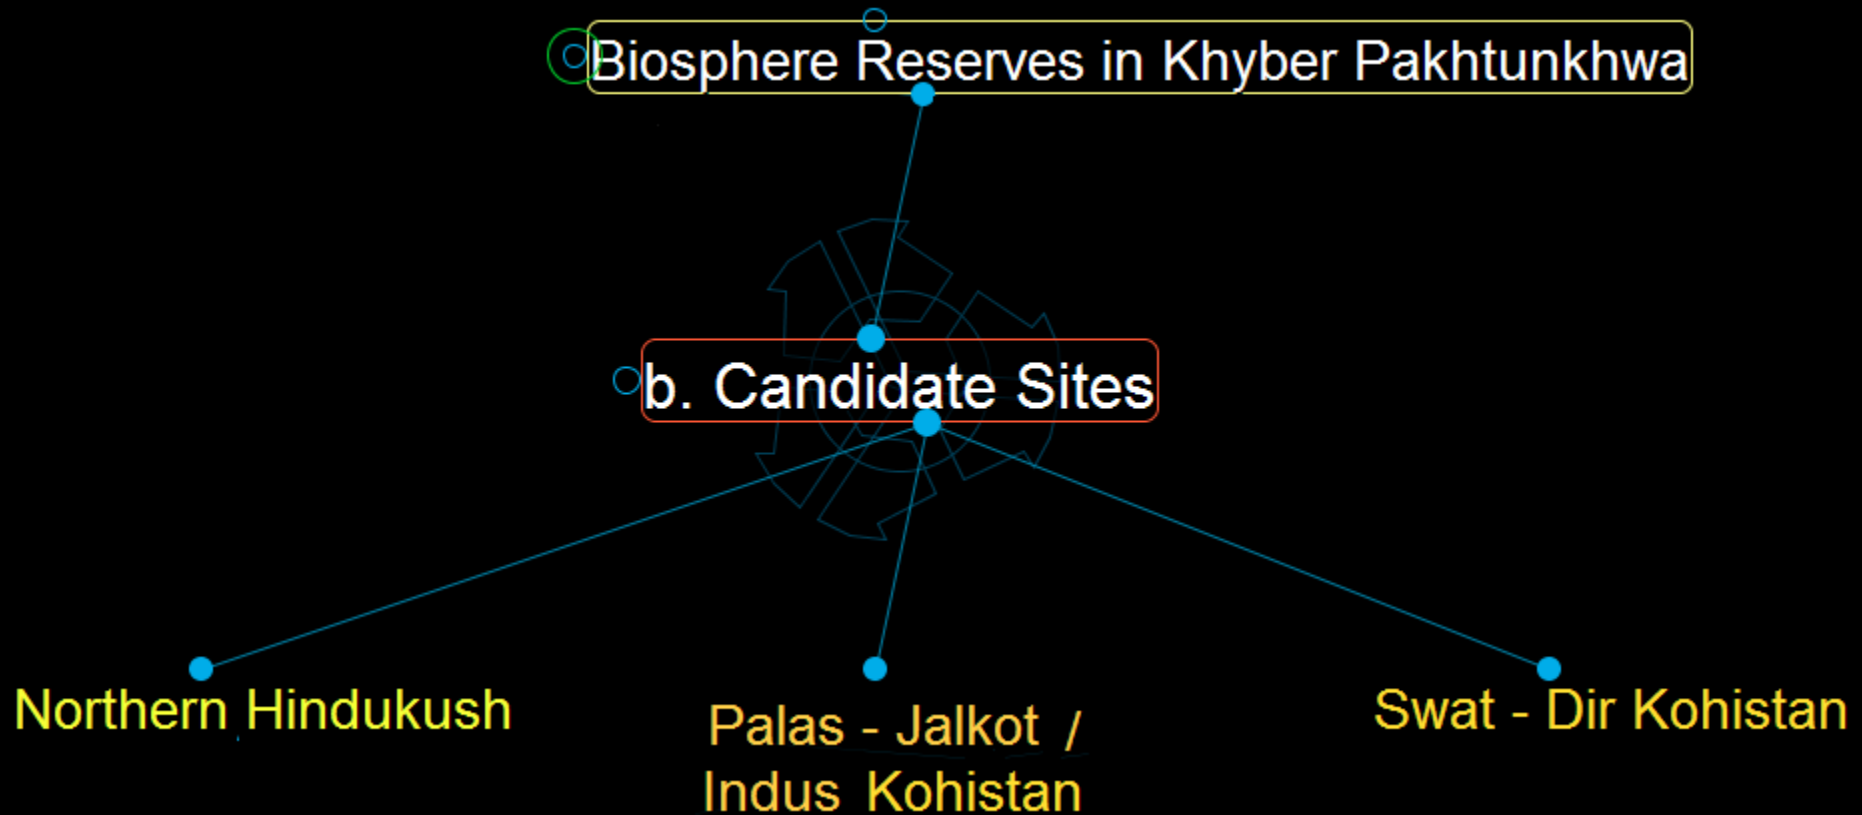 Biosphere Reserves in Khyber Pakhtunkhwa
b. Candidate Sites
Northern Hindukush
Palas - Jalkot /
Indus Kohistan
Swat - Dir Kohistan